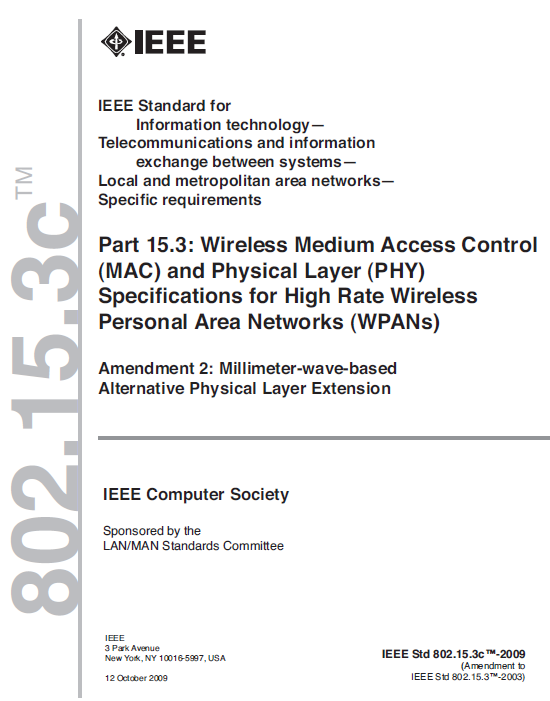 IEEE
IEEE Standard for
Information technology—
Telecommunications and information
exchange between systems—
Local and metropolitan area networks—
Specific requirements
Part 15.3: Wireless Medium Access Control
(MAC) and Physical Layer (PHY)
Specifications for High Rate Wireless
Personal Area Networks (WPANs)
Amendment 2: Millimeter-wave-based
Alternative Physical Layer Extension
802.15.3c™
IEEE Computer Society
Sponsored by the
LAN/MAN Standards Committee
IEEE
3 Park Avenue
New York, NY 10016-5997, USA
12 October 2009
IEEE Std 802.15.3c™-2009
(Amendment to
IEEE Std 802.15.3™-2003)